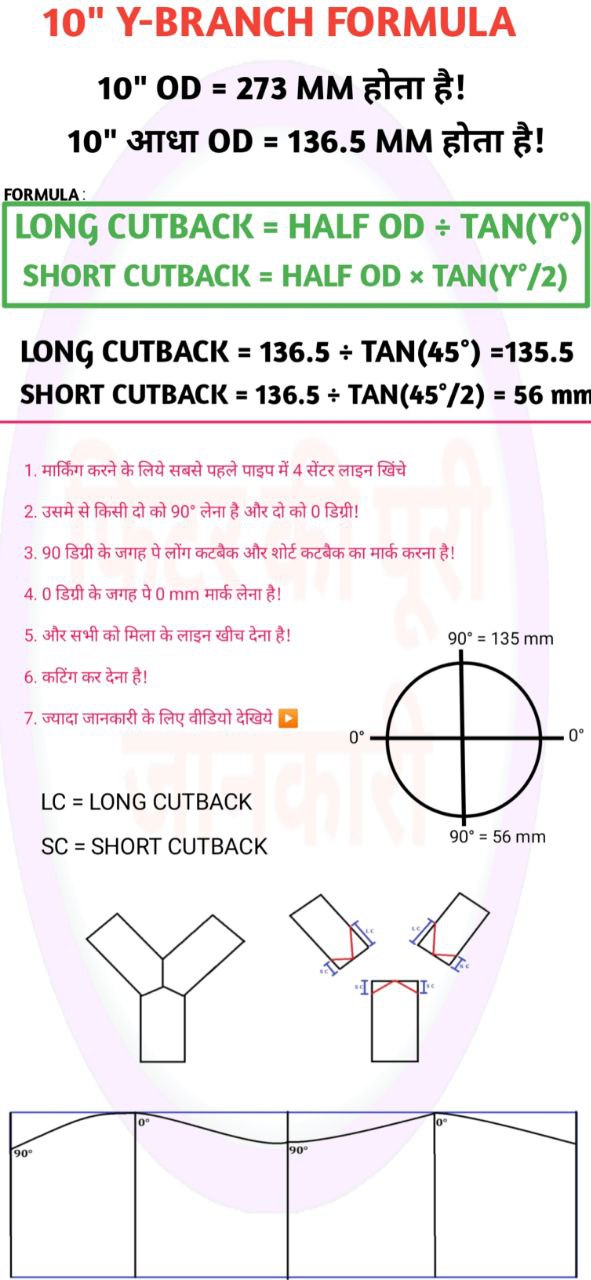 10" Y-BRANCH FORMULA
10" OD = 273 MM होता है!
10" आधा OD = 136.5 MM होता है!
FORMULA :
LONG CUTBACK = HALF OD ÷ TAN(Y°)
SHORT CUTBACK = HALF OD × TAN(Y°/2)
LONG CUTBACK = 136.5 ÷ TAN(45°) =135.5
SHORT CUTBACK = 136.5 ÷ TAN(45°/2) = 56 mm
फिटर की पूरी
जानकारी
1. मार्किंग करने के लिये सबसे पहले पाइप में 4 सेंटर लाइन खिंचे
2. उसमे से किसी दो को 90° लेना है और दो को 0 डिग्री!
3. 90 डिग्री के जगह पे लोंग कटबैक और शोर्ट कटबैक का मार्क करना है!
4. 0 डिग्री के जगह पे 0 mm मार्क लेना है!
5. और सभी को मिला के लाइन खीच देना है!
6. कटिंग कर देना है!
7. ज्यादा जानकारी के लिए वीडियो देखिये ▶️
90° = 135 mm
0°
0°
90° = 56 mm
LC = LONG CUTBACK
SC = SHORT CUTBACK
LC
LC
SC
SC
SC
SC
90°
0°
90°
0°